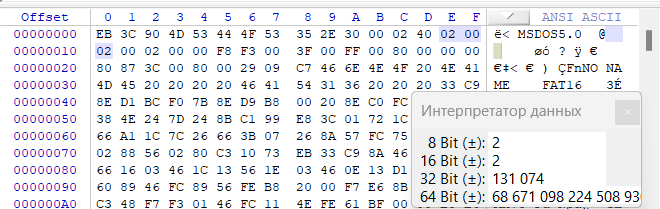 Offset 0 1 2 3 4 5 6 7 8 9 A B C D E F ANSI ASCII
00000000 EB 3C 90 4D 53 44 4F 53 35 2E 30 00 02 40 02 00 ë< MSDOS5.0 @
00000010 02 00 02 00 00 F8 F3 00 3F 00 FF 00 80 00 00 00 øó ? ÿ €
00000020 80 87 3C 00 80 00 29 09 C7 46 6E 4E 4F 20 4E 41 €‡< € ) ÇFnNO NA
00000030 4D 45 20 20 20 20 46 41 54 31 36 20 20 20 33 C9 ME FAT16 3É
00000040 8E D1 BC F0 7B 8E D9 B8 00 20 8E C0 FC
00000050 38 4E 24 7D 24 8B C1 99 E8 3C 01 72 1C
00000060 66 A1 1C 7C 26 66 3B 07 26 8A 57 FC 75
00000070 02 88 56 02 80 C3 10 73 EB 33 C9 8A 46
00000080 66 16 03 46 1C 13 56 1E 03 46 0E 13 D1
00000090 60 89 46 FC 89 56 FE B8 20 00 F7 E6 8B
000000A0 C3 48 F7 F3 01 46 FC 11 4E FE 61 BF
Интерпретатор данных ×
8 Bit (±): 2
16 Bit (±): 2
32 Bit (±): 131 074
64 Bit (±): 68 671 098 224 508 93